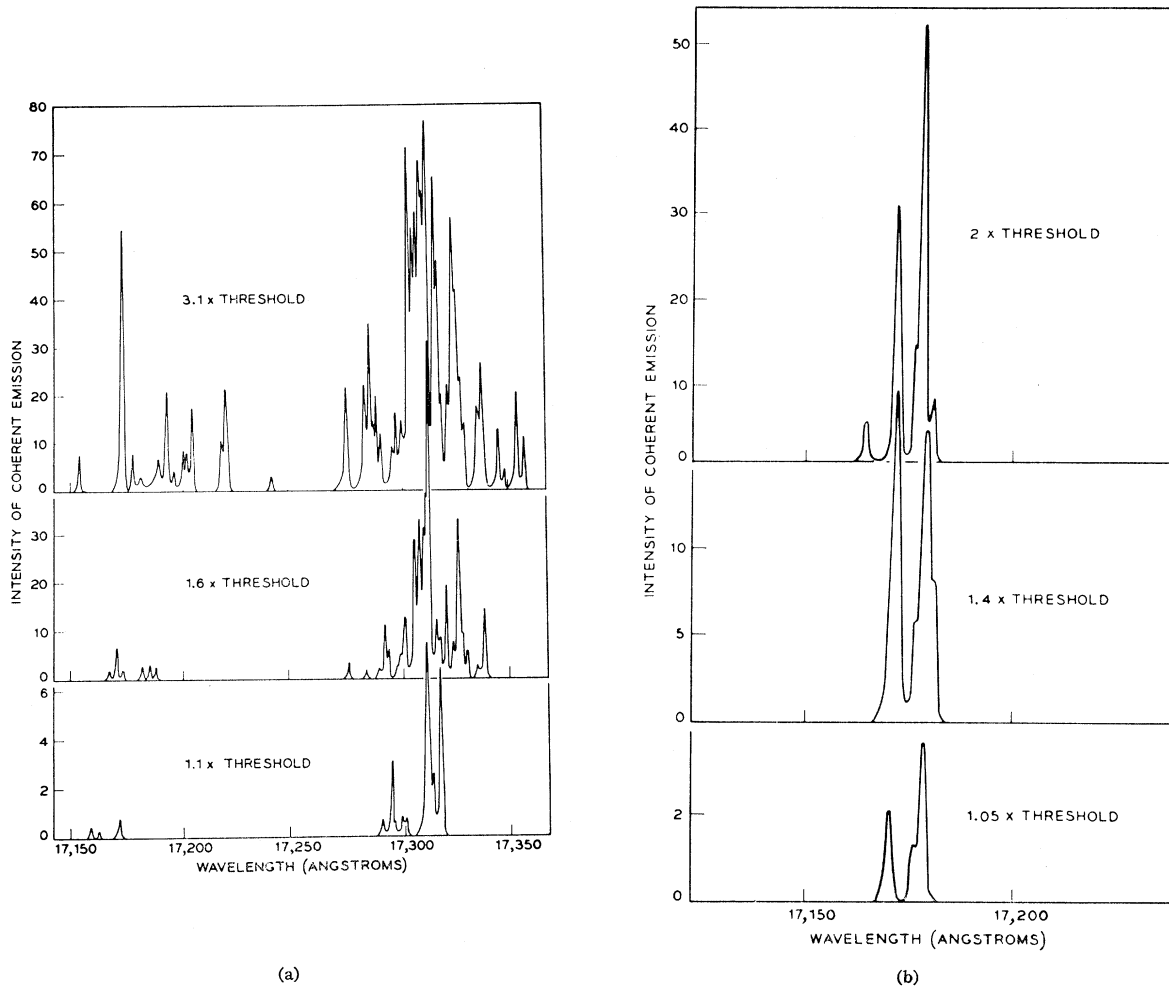 80
70
60
50
40
30
20
10
0
3.1 x THRESHOLD
30
20
10
0
1.6 x THRESHOLD
6
4
2
0
1.1 x THRESHOLD
17,150
17,200
17,250
17,300
17,350
WAVELENGTH (ANGSTROMS)
INTENSITY OF COHERENT EMISSION
(a)
50
40
30
20
10
0
2 x THRESHOLD
10
5
0
1.4 x THRESHOLD
2
0
1.05 x THRESHOLD
17,150
17,200
WAVELENGTH (ANGSTROMS)
INTENSITY OF COHERENT EMISSION
(b)